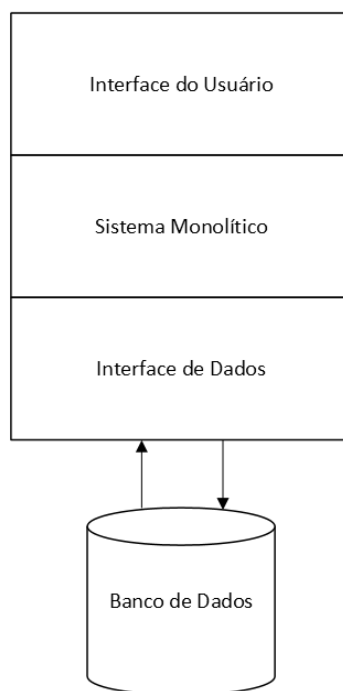 Interface do Usuário
Sistema Monolítico
Interface de Dados
Banco de Dados